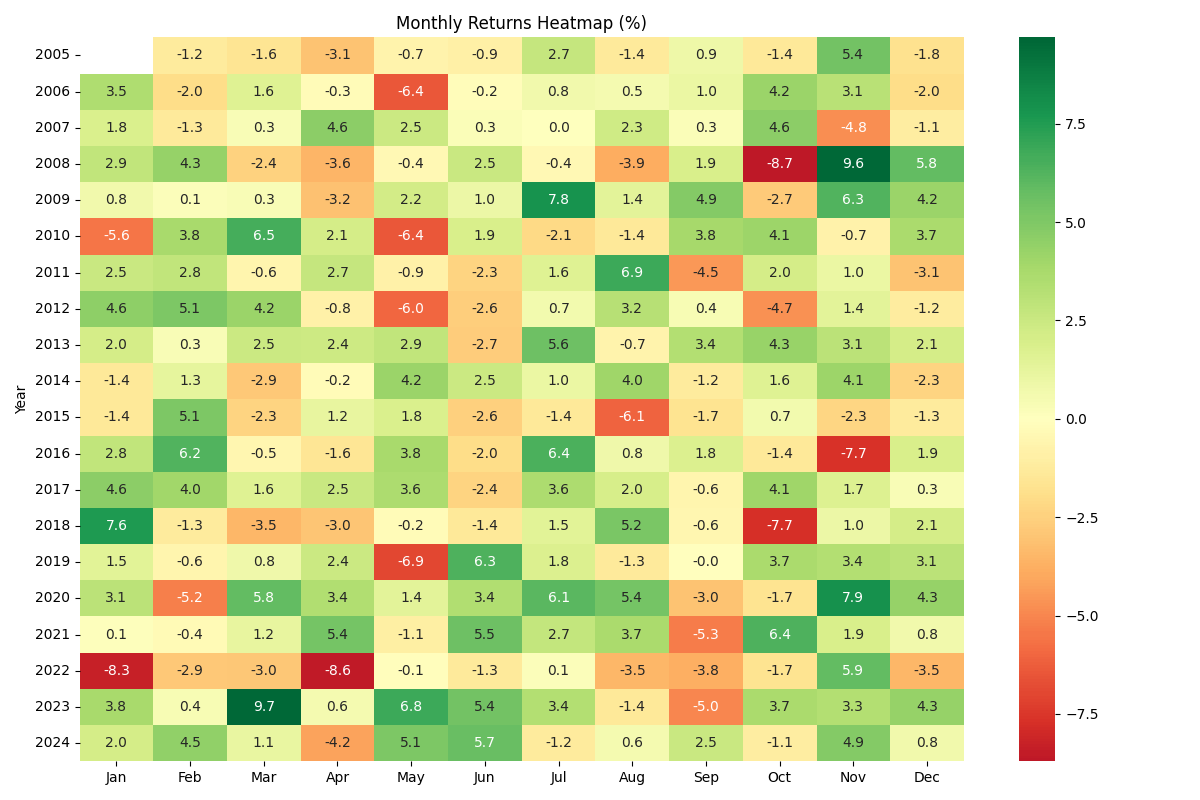 Monthly Returns Heatmap (%)
2005 -1.2 -1.6 -3.1 -0.7 -0.9 2.7 -1.4 0.9 -1.4 5.4 -1.8
2006 3.5 -2.0 1.6 -0.3 -6.4 -0.2 0.8 0.5 1.0 4.2 3.1 -2.0
2007 1.8 -1.3 0.3 4.6 2.5 0.3 0.0 2.3 0.3 4.6 -4.8 -1.1
2008 2.9 4.3 -2.4 -3.6 -0.4 2.5 -0.4 -3.9 1.9 -8.7 9.6 5.8
2009 0.8 0.1 0.3 -3.2 2.2 1.0 7.8 1.4 4.9 -2.7 6.3 4.2
2010 -5.6 3.8 6.5 2.1 -6.4 1.9 -2.1 -1.4 3.8 4.1 -0.7 3.7
2011 2.5 2.8 -0.6 2.7 -0.9 -2.3 1.6 6.9 -4.5 2.0 1.0 -3.1
2012 4.6 5.1 4.2 -0.8 -6.0 -2.6 0.7 3.2 0.4 -4.7 1.4 -1.2
2013 2.0 0.3 2.5 2.4 2.9 -2.7 5.6 -0.7 3.4 4.3 3.1 2.1
2014 -1.4 1.3 -2.9 -0.2 4.2 2.5 1.0 4.0 -1.2 1.6 4.1 -2.3
2015 -1.4 5.1 -2.3 1.2 1.8 -2.6 -1.4 -6.1 -1.7 0.7 -2.3 -1.3
2016 2.8 6.2 -0.5 -1.6 3.8 -2.0 6.4 0.8 1.8 -1.4 -7.7 1.9
2017 4.6 4.0 1.6 2.5 3.6 -2.4 3.6 2.0 -0.6 4.1 1.7 0.3
2018 7.6 -1.3 -3.5 -3.0 -0.2 -1.4 1.5 5.2 -0.6 -7.7 1.0 2.1
2019 1.5 -0.6 0.8 2.4 -6.9 6.3 1.8 -1.3 -0.0 3.7 3.4 3.1
2020 3.1 -5.2 5.8 3.4 1.4 3.4 6.1 5.4 -3.0 -1.7 7.9 4.3
2021 0.1 -0.4 1.2 5.4 -1.1 5.5 2.7 3.7 -5.3 6.4 1.9 0.8
2022 -8.3 -2.9 -3.0 -8.6 -0.1 -1.3 0.1 -3.5 -3.8 -1.7 5.9 -3.5
2023 3.8 0.4 9.7 0.6 6.8 5.4 3.4 -1.4 -5.0 3.7 3.3 4.3
2024 2.0 4.5 1.1 -4.2 5.1 5.7 -1.2 0.6 2.5 -1.1 4.9 0.8
Jan Feb Mar Apr May Jun Jul Aug Sep Oct Nov Dec
Year
7.5
5.0
2.5
0.0
−2.5
−5.0
−7.5